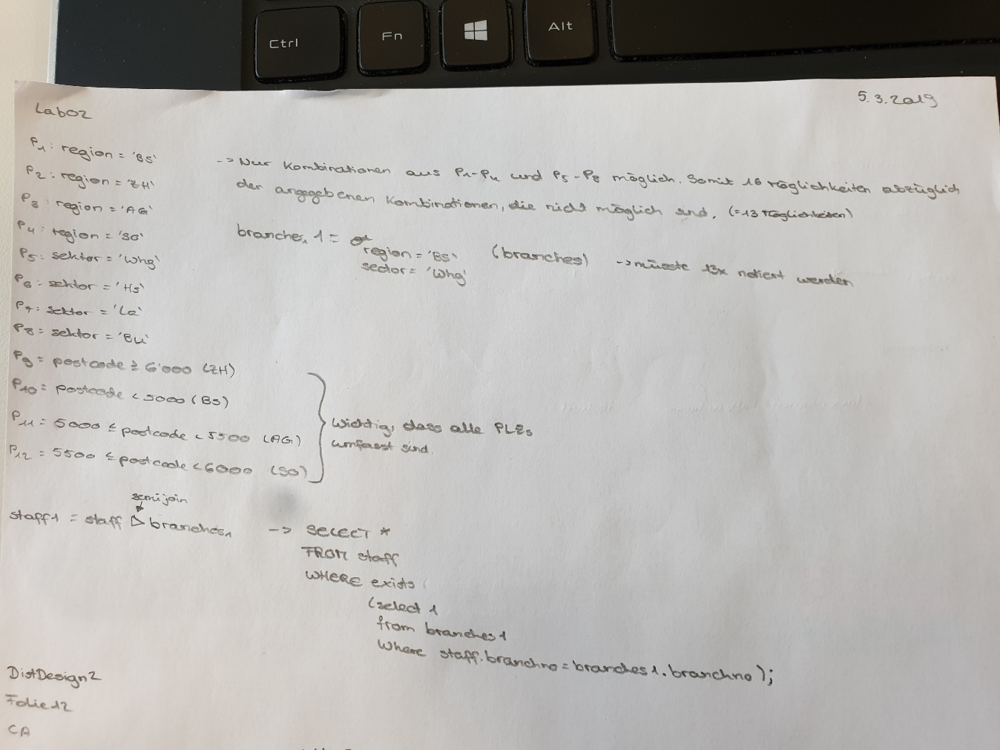 Ctrl
Fn
Alt
5.3.2019
Lab02
P1: region = 'BS'
P2: region = 'ZH'
P3: region = 'AG'
P4: region = 'SO'
P5: sektor = 'Whg'
P6: sektor = 'Hs'
P7: sektor = 'La'
P8= sektor = 'Bü'
-> Nur Kombinationen aus P1-P4 und P5-P8 möglich. Somit 16 Möglichkeiten abzüglich
der angegebenen Kombinationen, die nicht möglich sind. (=13 Möglichkeiten)
branches1 1 =
region = 'BS' (branches) -> müsste 13x notiert werden
sector = 'Whg'
P9= postcode ≥ 6'000 (ZH)
P10= postcode < 5000 (BS)
P11= 5000 ≤ postcode < 5500 (AG)
P12 = 5500 ≤ postcode < 6000 (SO)
Wichtig, dass alle PLZs
umfasst sind.
semijoin
staff1 = staff ▷ branches1
-> SELECT *
FROM staff
WHERE exists
(select 1
from branches1
where staff.branchno = branches1.branchno);
DistDesign2
Folie 12
CA